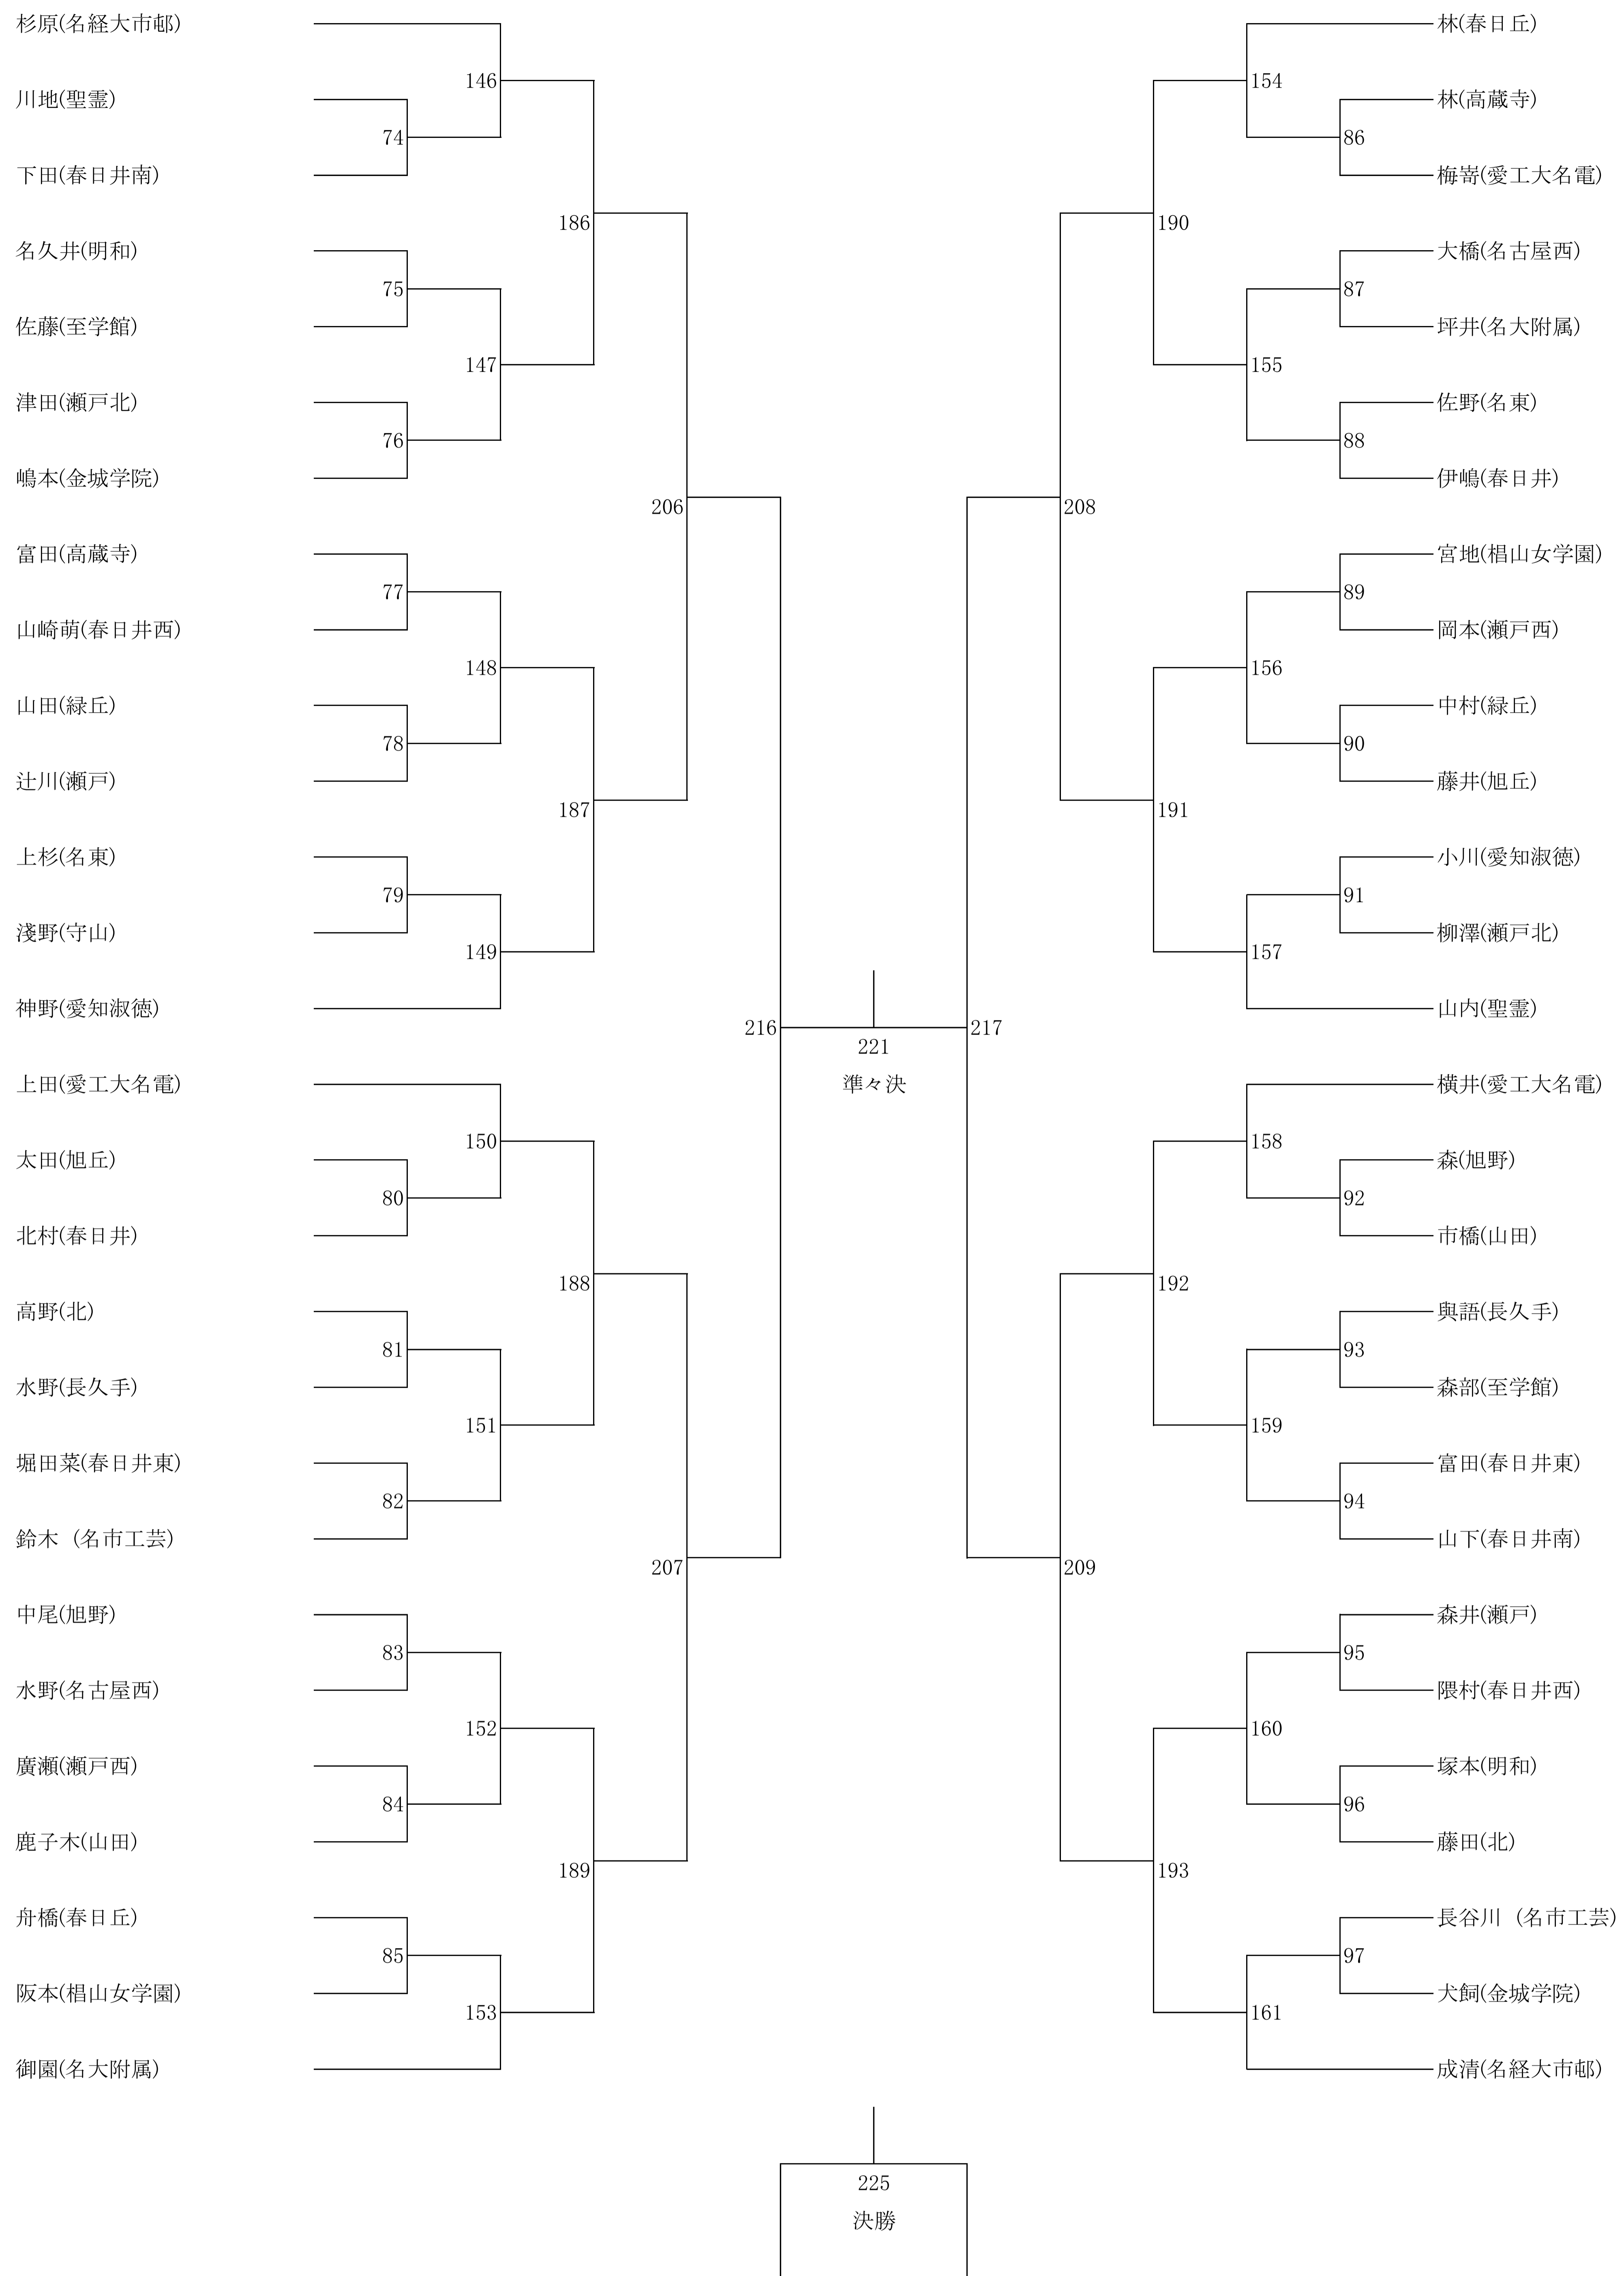 杉原(名経大市邨)
146
川地(聖霊)
74
下田(春日井南)
186
名久井(明和)
75
佐藤(至学館)
147
津田(瀬戸北)
76
嶋本(金城学院)
206
富田(高蔵寺)
77
山崎萌(春日井西)
148
山田(緑丘)
78
辻川(瀬戸)
187
上杉(名東)
79
淺野(守山)
149
神野(愛知淑徳)
216
上田(愛工大名電)
150
太田(旭丘)
80
北村(春日井)
188
高野(北)
81
水野(長久手)
151
堀田菜(春日井東)
82
鈴木 (名市工芸)
207
中尾(旭野)
83
水野(名古屋西)
152
廣瀬(瀬戸西)
84
鹿子木(山田)
189
舟橋(春日丘)
85
阪本(椙山女学園)
153
御園(名大附属)
221
準々決
林(春日丘)
154
林(高蔵寺)
86
梅嵜(愛工大名電)
190
大橋(名古屋西)
87
坪井(名大附属)
155
佐野(名東)
88
伊嶋(春日井)
208
宮地(椙山女学園)
89
岡本(瀬戸西)
156
中村(緑丘)
90
藤井(旭丘)
191
小川(愛知淑徳)
91
柳澤(瀬戸北)
157
山内(聖霊)
217
横井(愛工大名電)
158
森(旭野)
92
市橋(山田)
192
與語(長久手)
93
森部(至学館)
159
富田(春日井東)
94
山下(春日井南)
209
森井(瀬戸)
95
隈村(春日井西)
160
塚本(明和)
96
藤田(北)
193
長谷川 (名市工芸)
97
犬飼(金城学院)
161
成清(名経大市邨)
225
決勝